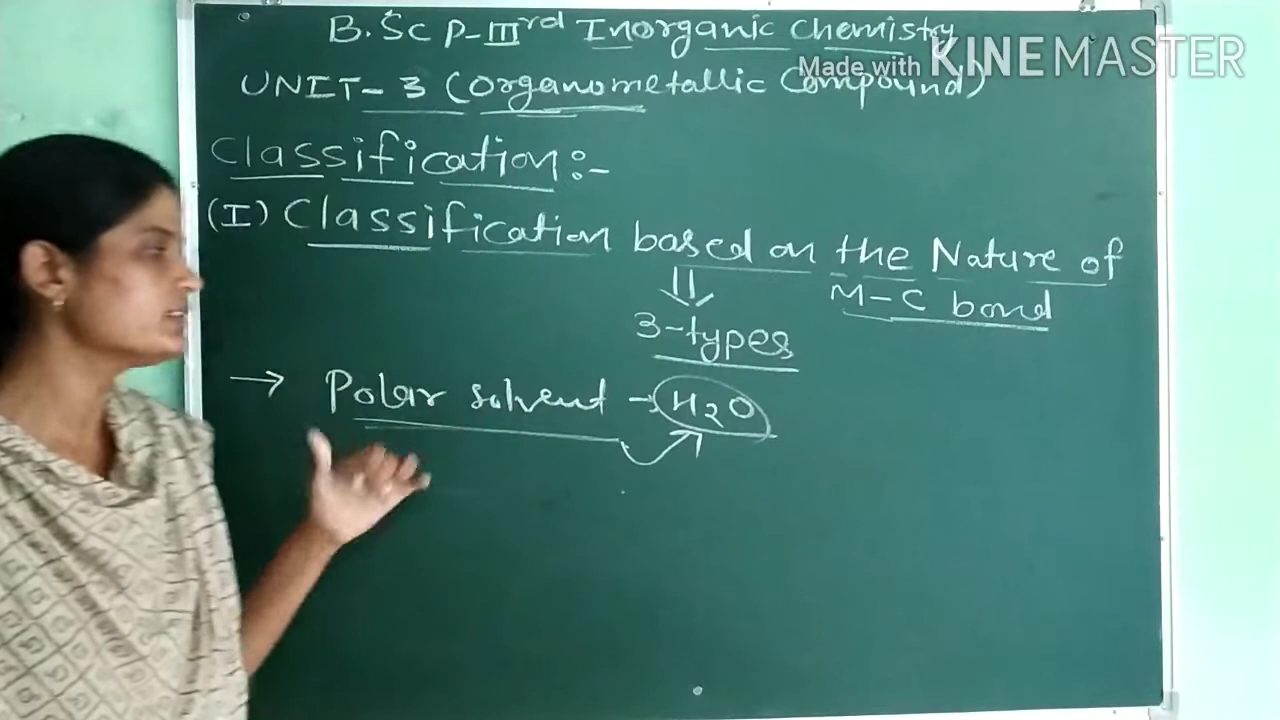 B.Sc P-IIIrd Inorganic Chemistry
Made with KINEMASTER
UNIT-3 (Organometallic Compound)
Classification:-
(I) Classification based on the Nature of
M-C bond
3-types
→ Polar solvent → H2O